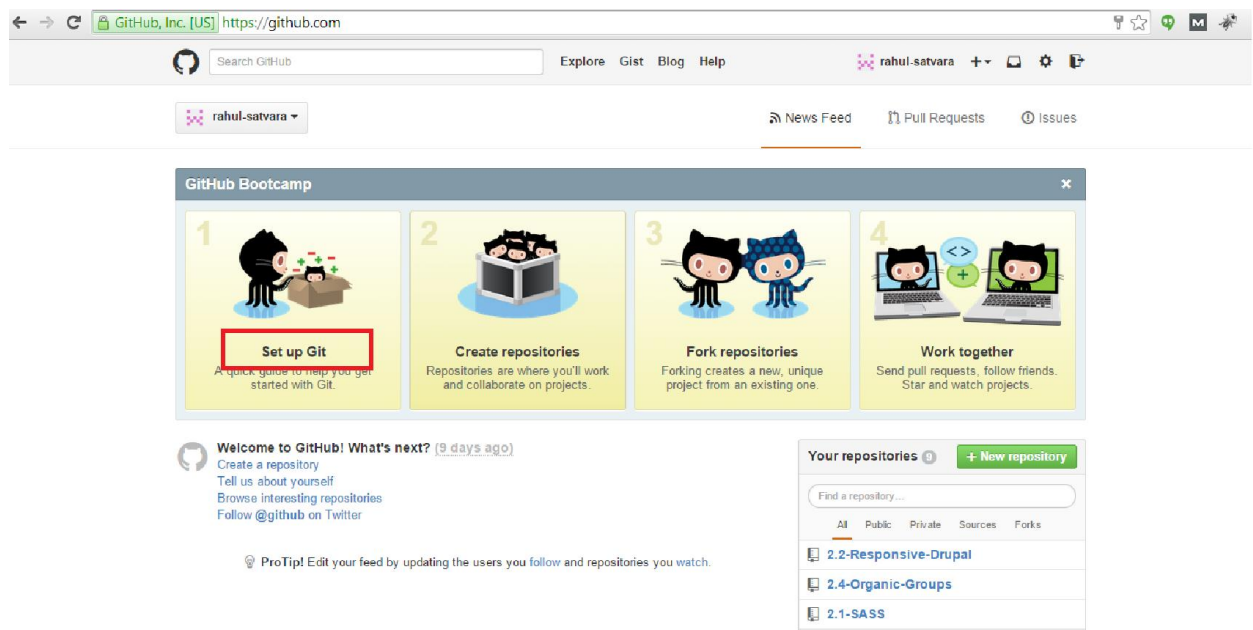 GitHub, Inc. [US] https://github.com
Search GitHub
Explore Gist Blog Help
rahul-satvara
rahul-satvara
News Feed Pull Requests Issues
GitHub Bootcamp
1
Set up Git
A quick guide to help you get
started with Git.
2
Create repositories
Repositories are where you'll work
and collaborate on projects.
3
Fork repositories
Forking creates a new, unique
project from an existing one.
4
Work together
Send pull requests, follow friends.
Star and watch projects.
Welcome to GitHub! What's next? (9 days ago)
Create a repository
Tell us about yourself
Browse interesting repositories
Follow @github on Twitter
ProTip! Edit your feed by updating the users you follow and repositories you watch.
Your repositories 9 + New repository
Find a repository...
All Public Private Sources Forks
2.2-Responsive-Drupal
2.4-Organic-Groups
2.1-SASS